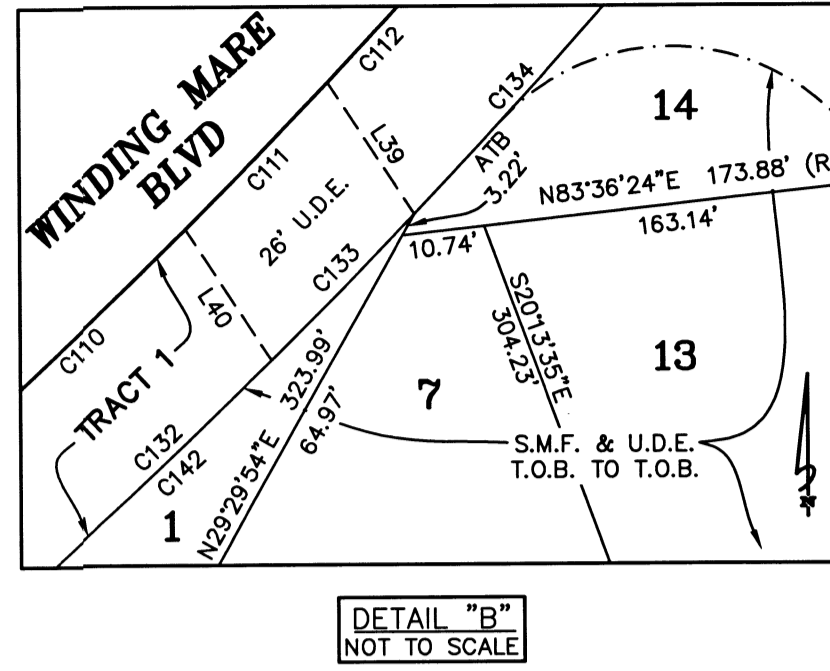 WINDING MARE
BLVD
C112
C134
14
L39
ATB
3.22'
C111
N83°36'24"E 173.88' (R
26' U.D.E.
163.14'
10.74'
C133
L40
S20°13'35"E
304.23'
C110
TRACT 1
323.99'
64.97'
N29°29'54"E
7
13
C132
C142
1
S.M.F. & U.D.E.
T.O.B. TO T.O.B.
DETAIL "B"
NOT TO SCALE